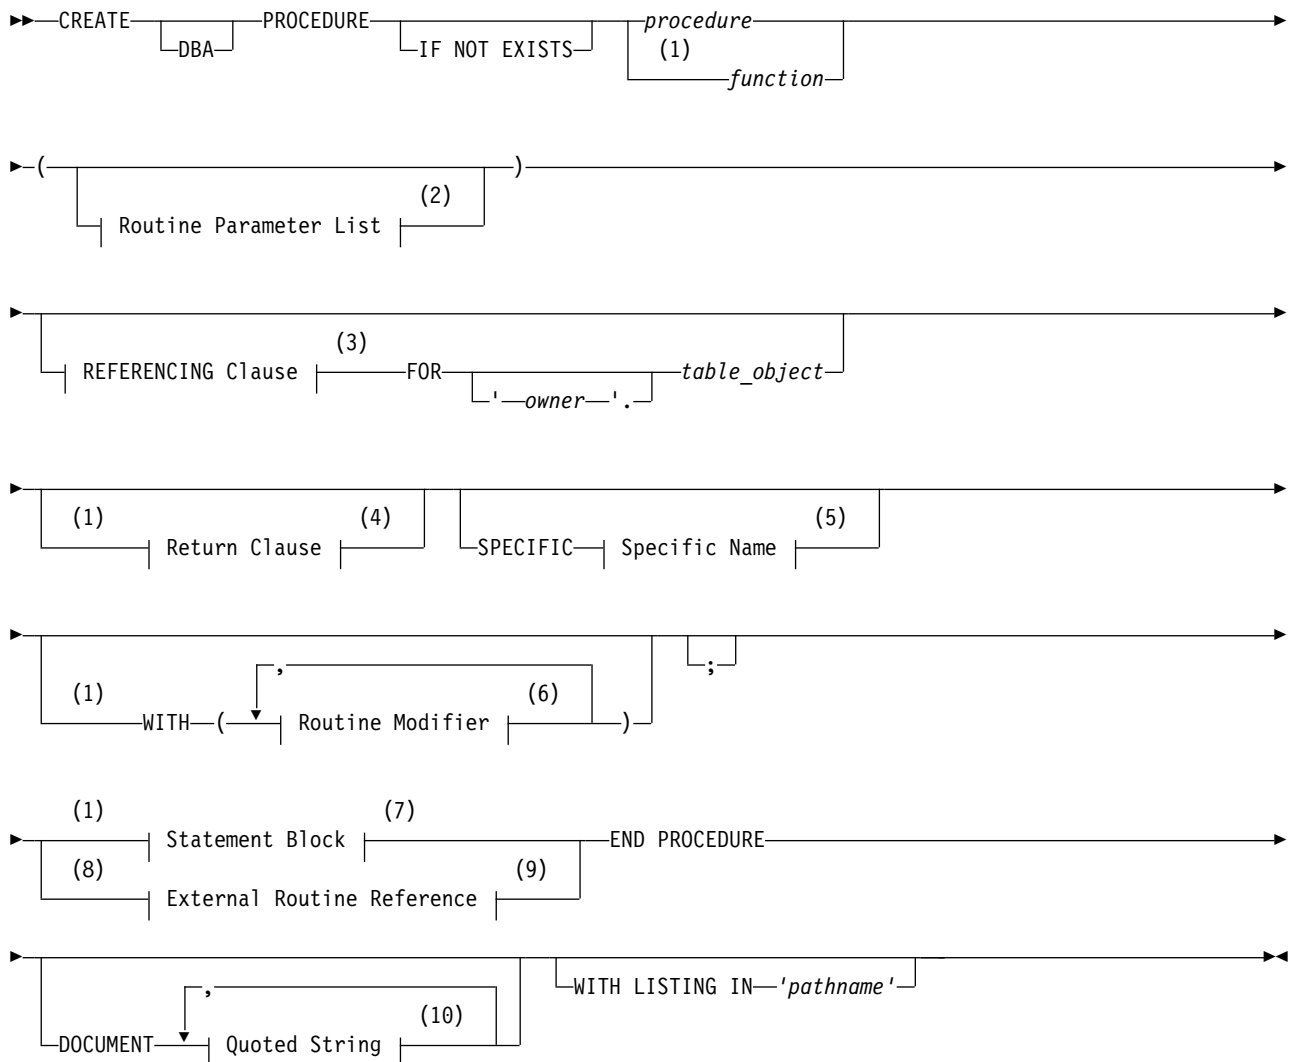 CREATE DBA PROCEDURE IF NOT EXISTS procedure
(1) function
( Routine Parameter List (2) )
REFERENCING Clause (3) FOR 'owner'. table_object
(1) Return Clause (4) SPECIFIC Specific Name (5)
(1) WITH ( , Routine Modifier (6) ) ;
(1) Statement Block (7) END PROCEDURE
(8) External Routine Reference (9)
DOCUMENT , Quoted String (10) WITH LISTING IN 'pathname'